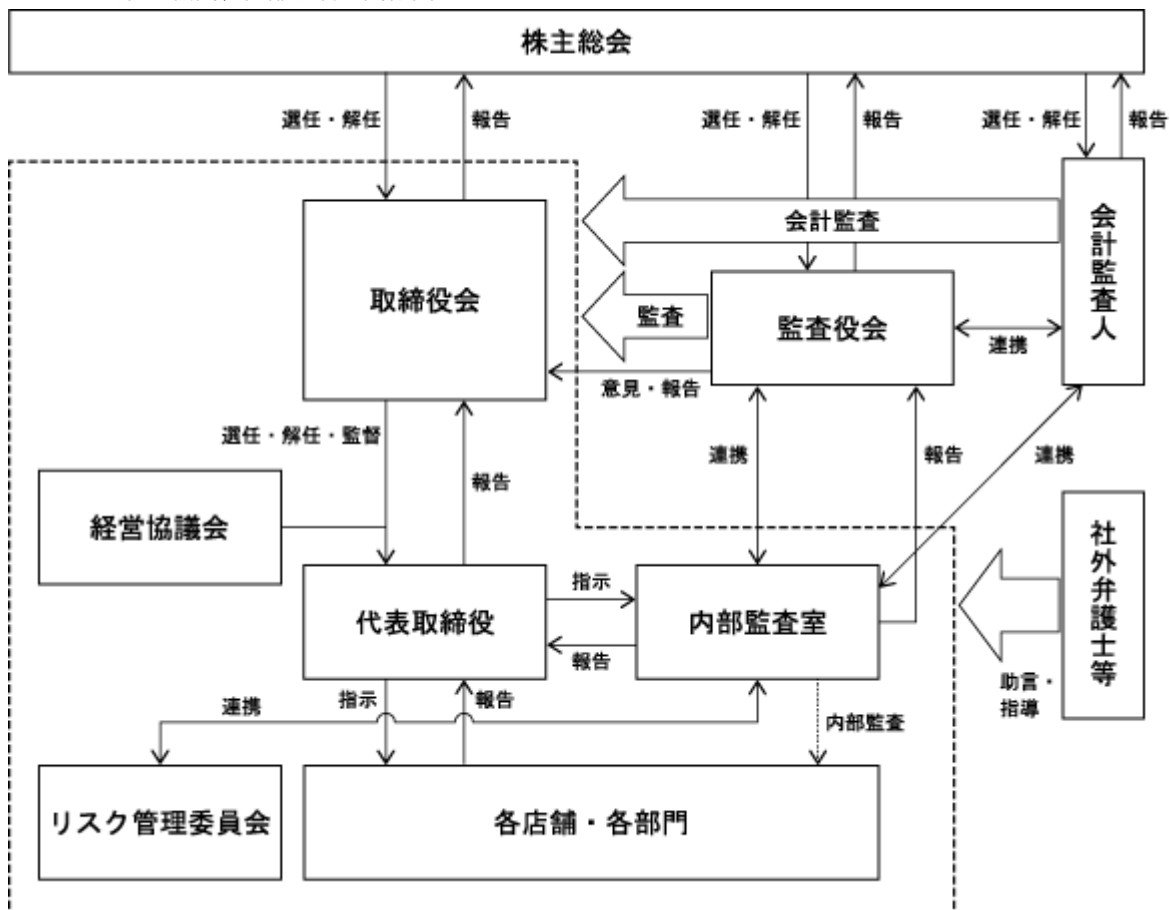 株主総会
選任・解任
報告
選任・解任
報告
選任・解任
報告
会計監査人
会計監査
取締役会
監査
監査役会
連携
意見・報告
選任・解任・監督
報告
連携
報告
連携
経営協議会
社外弁護士等
代表取締役
指示
報告
内部監査室
助言・
指導
連携
指示
報告
内部監査
リスク管理委員会
各店舗・各部門